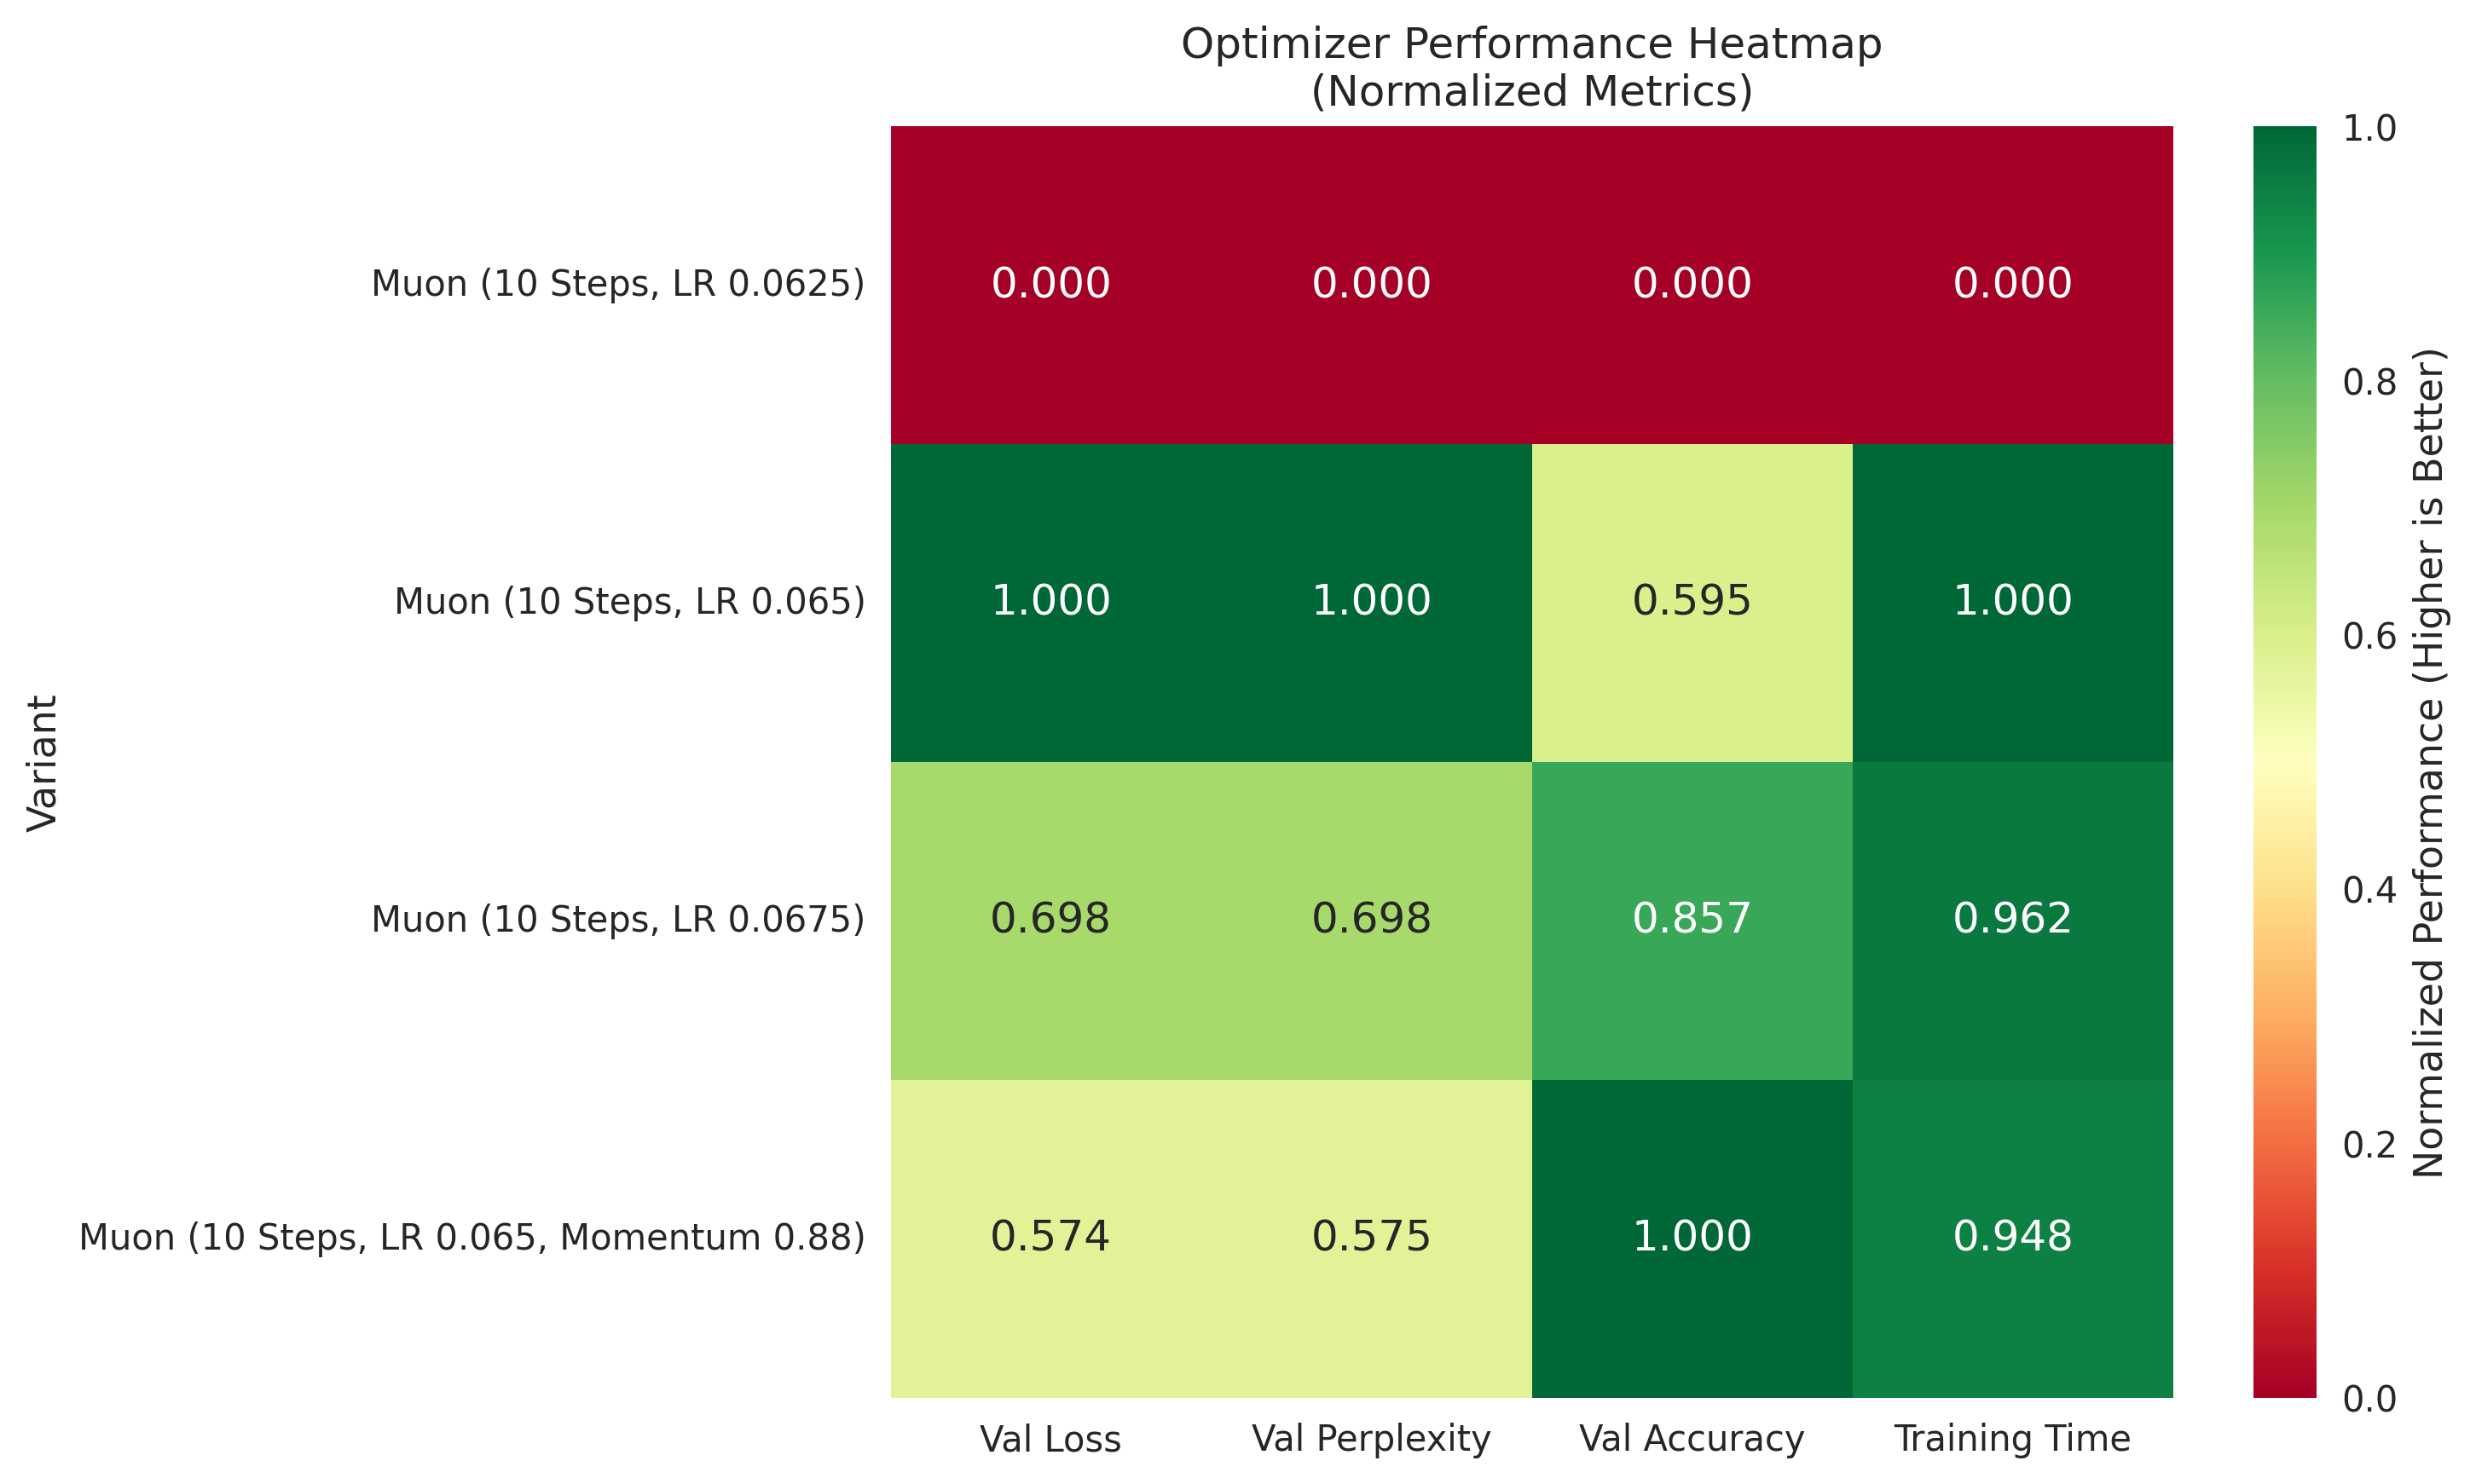 Optimizer Performance Heatmap
(Normalized Metrics)
Variant
Muon (10 Steps, LR 0.0625)
0.000
0.000
0.000
0.000
Muon (10 Steps, LR 0.065)
1.000
1.000
0.595
1.000
Muon (10 Steps, LR 0.0675)
0.698
0.698
0.857
0.962
Muon (10 Steps, LR 0.065, Momentum 0.88)
0.574
0.575
1.000
0.948
Val Loss
Val Perplexity
Val Accuracy
Training Time
1.0
0.8
0.6
0.4
0.2
0.0
Normalized Performance (Higher is Better)